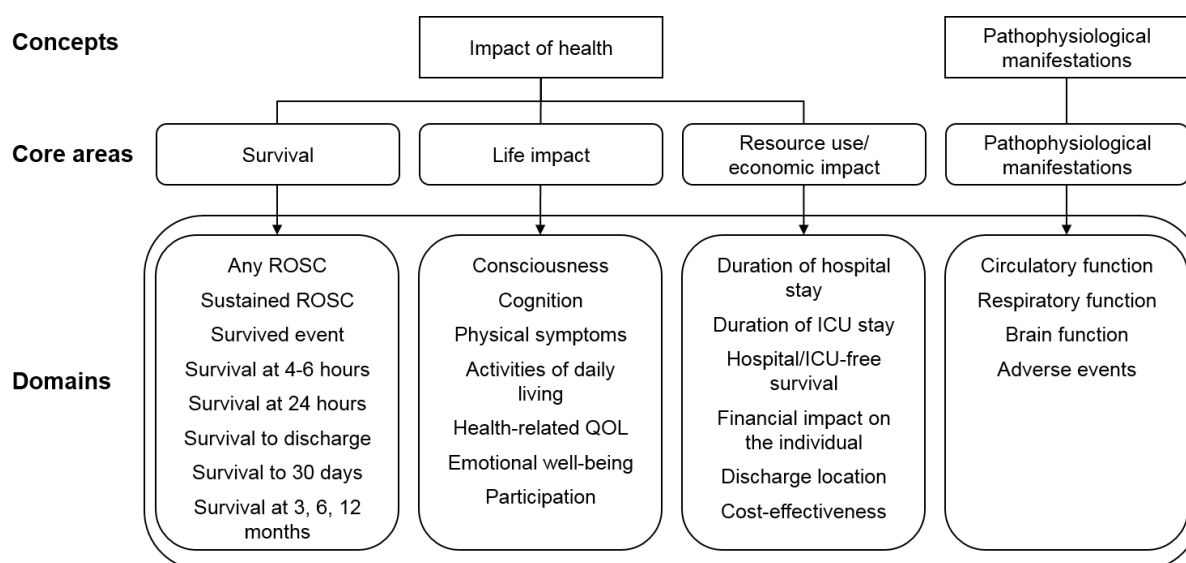 Concepts
Impact of health
Pathophysiological
manifestations
Core areas
Survival
Life impact
Resource use/
economic impact
Pathophysiological
manifestations
Domains
Any ROSC
Sustained ROSC
Survived event
Survival at 4-6 hours
Survival at 24 hours
Survival to discharge
Survival to 30 days
Survival at 3, 6, 12
months
Consciousness
Cognition
Physical symptoms
Activities of daily
living
Health-related QOL
Emotional well-being
Participation
Duration of hospital
stay
Duration of ICU stay
Hospital/ICU-free
survival
Financial impact on
the individual
Discharge location
Cost-effectiveness
Circulatory function
Respiratory function
Brain function
Adverse events